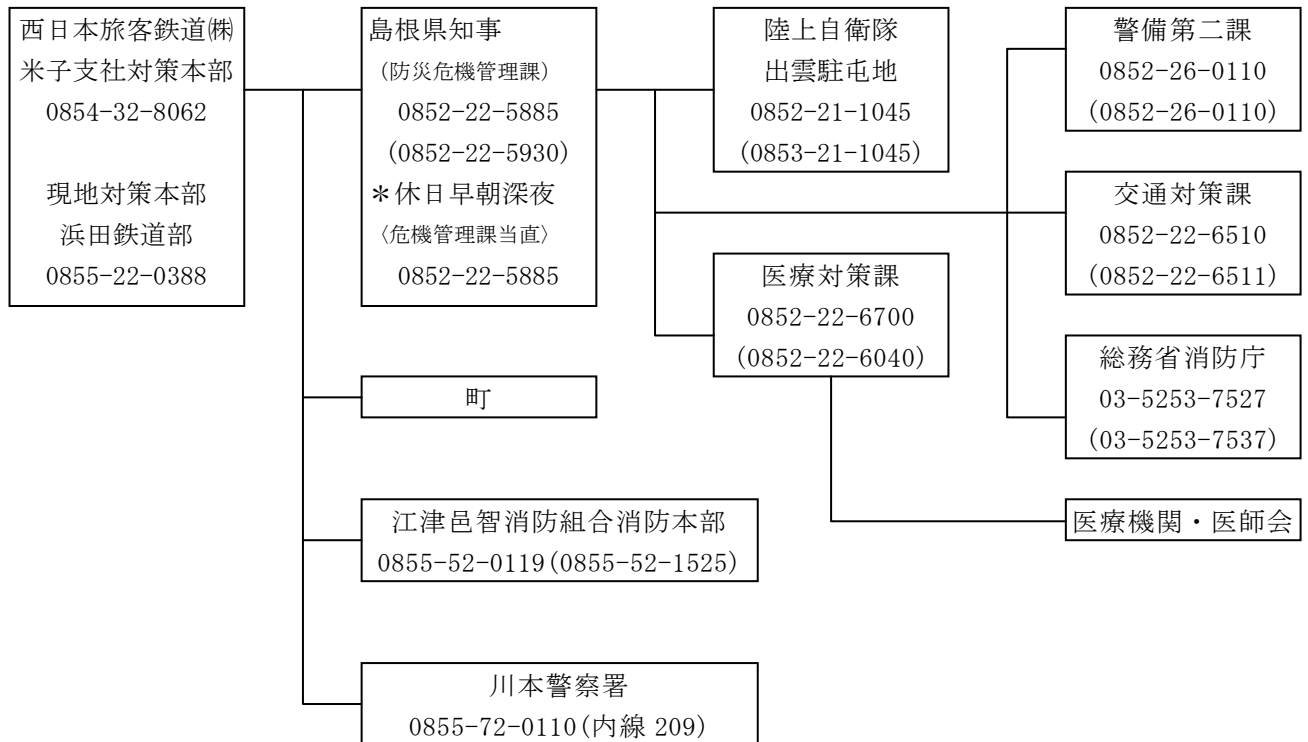 西日本旅客鉄道㈱
米子支社対策本部
0854-32-8062
現地対策本部
浜田鉄道部
0855-22-0388
島根県知事
(防災危機管理課)
0852-22-5885
(0852-22-5930)
*休日早朝深夜
〈危機管理課当直〉
0852-22-5885
町
江津邑智消防組合消防本部
0855-52-0119(0855-52-1525)
川本警察署
0855-72-0110(内線 209)
陸上自衛隊
出雲駐屯地
0852-21-1045
(0853-21-1045)
医療対策課
0852-22-6700
(0852-22-6040)
警備第二課
0852-26-0110
(0852-26-0110)
交通対策課
0852-22-6510
(0852-22-6511)
総務省消防庁
03-5253-7527
(03-5253-7537)
医療機関・医師会